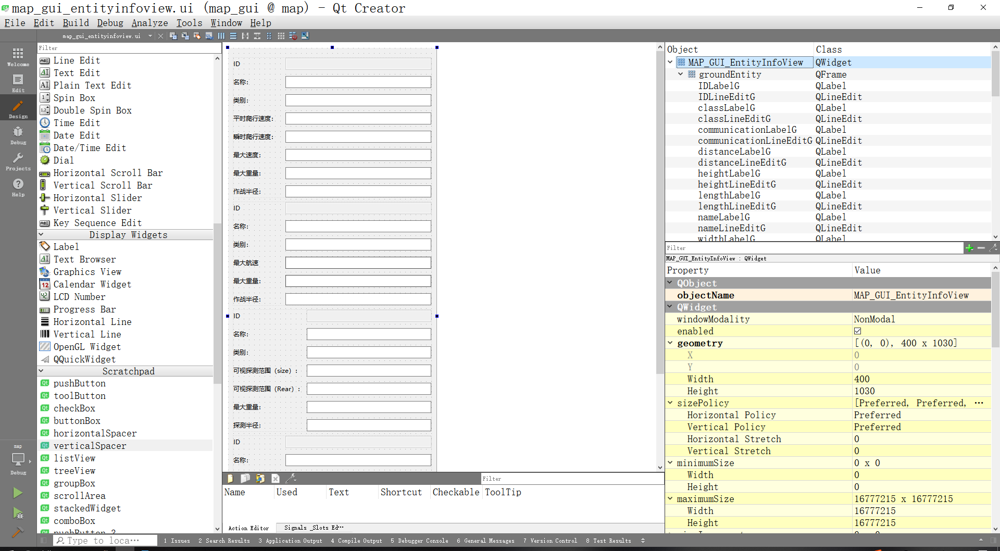 map_gui_entityinfoview.ui (map_gui @ map) - Qt Creator
File Edit Build Debug Analyze Tools Window Help
map_gui_entityinfoview.ui
Welcome
Edit
Design
Debug
Projects
Help
map
Debug
Filter
Line Edit
Text Edit
Plain Text Edit
Spin Box
Double Spin Box
Time Edit
Date Edit
Date/Time Edit
Dial
Horizontal Scroll Bar
Vertical Scroll Bar
Horizontal Slider
Vertical Slider
Key Sequence Edit
Display Widgets
Label
Text Browser
Graphics View
Calendar Widget
LCD Number
Progress Bar
Horizontal Line
Vertical Line
OpenGL Widget
QQuickWidget
Scratchpad
pushButton
toolButton
checkBox
buttonBox
horizontalSpacer
verticalSpacer
listView
treeView
groupBox
scrollArea
stackedWidget
comboBox
pushButton_2
ID
名称:
类别:
平时爬行速度:
瞬时爬行速度:
最大速度:
最大重量:
作战半径:
ID
名称:
类别:
最大航速
最大重量:
作战半径:
ID
名称:
类别:
可视探测范围（size）:
可视探测范围（Rear）:
最大重量:
探测半径:
ID
名称:
Filter
Name Used Text Shortcut Checkable ToolTip
Action Editor Signals _Slots Ed…
Object Class
MAP_GUI_EntityInfoView QWidget
groundEntity QFrame
IDLabelG QLabel
IDLineEditG QLineEdit
classLabelG QLabel
classLineEditG QLineEdit
communicationLabelG QLabel
communicationLineEditG QLineEdit
distanceLabelG QLabel
distanceLineEditG QLineEdit
heightLabelG QLabel
heightLineEditG QLineEdit
lengthLabelG QLabel
lengthLineEditG QLineEdit
nameLabelG QLabel
nameLineEditG QLineEdit
widthLabelG QLabel
Filter
MAP_GUI_EntityInfoView : QWidget
Property Value
QObject
objectName MAP_GUI_EntityInfoView
QWidget
windowModality NonModal
enabled
geometry [(0, 0), 400 x 1030]
X 0
Y 0
Width 400
Height 1030
sizePolicy [Preferred, Preferred, …
Horizontal Policy Preferred
Vertical Policy Preferred
Horizontal Stretch 0
Vertical Stretch 0
minimumSize 0 x 0
Width 0
Height 0
maximumSize 16777215 x 16777215
Width 16777215
Height 16777215
Type to loca… 1 Issues 2 Search Results 3 Application Output 4 Compile Output 5 Debugger Console 6 General Messages 7 Version Control 8 Test Results